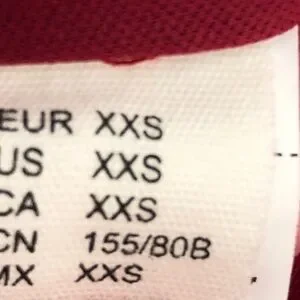 EUR XXS
US XXS
CA XXS
CN 155/80B
MX XXS